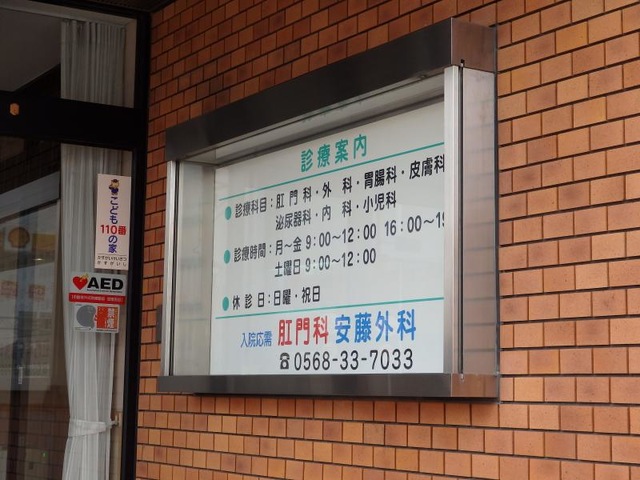 診療案内
診療科目：肛門科・外科・胃腸科・皮膚科
泌尿器科・内科・小児科
診療時間：月～金 9:00～12:00 16:00～19
土曜日 9:00～12:00
休診日：日曜・祝日
入院応需 肛門科 安藤外科
☎0568-33-7033
こども
110番
の家
AED
禁煙